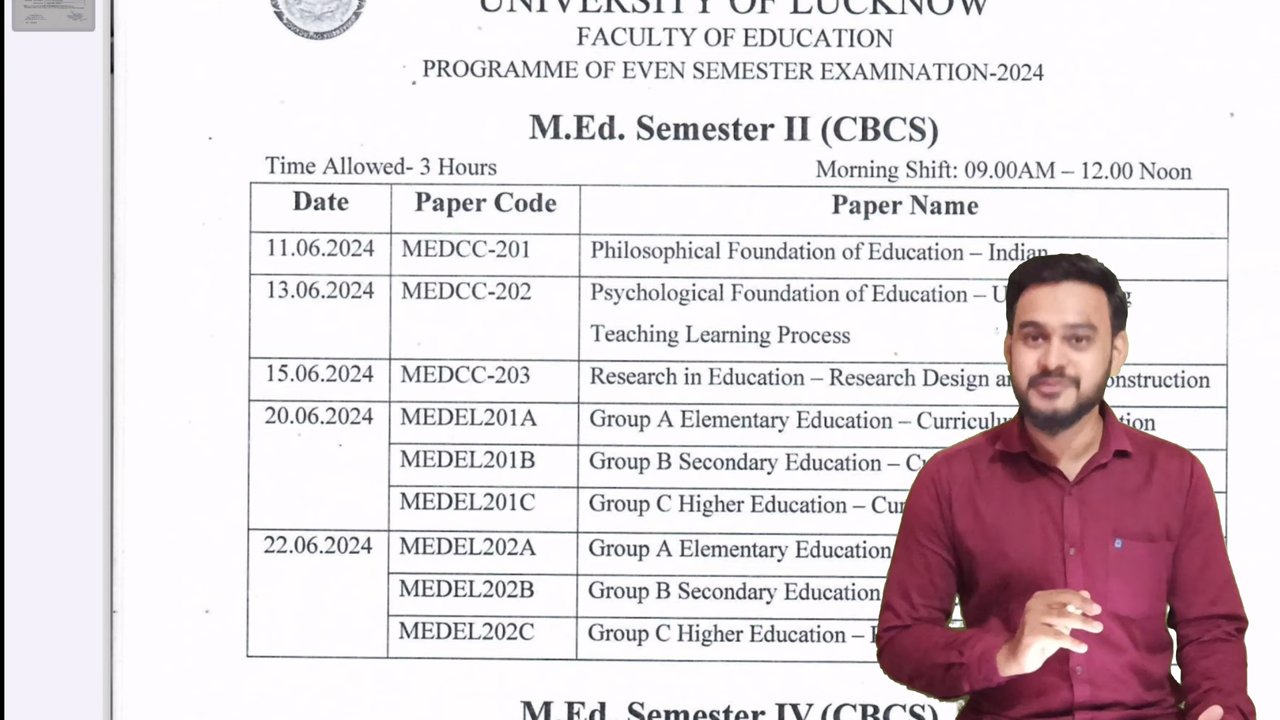 UNIVERSITY OF LUCKNOW
FACULTY OF EDUCATION
PROGRAMME OF EVEN SEMESTER EXAMINATION-2024
M.Ed. Semester II (CBCS)
Time Allowed- 3 Hours Morning Shift: 09.00AM – 12.00 Noon
Date Paper Code Paper Name
11.06.2024 MEDCC-201 Philosophical Foundation of Education – Indian
13.06.2024 MEDCC-202 Psychological Foundation of Education –
Teaching Learning Process
15.06.2024 MEDCC-203 Research in Education – Research Design
20.06.2024 MEDEL201A Group A Elementary Education –
MEDEL201B Group B Secondary Education –
MEDEL201C Group C Higher Education –
22.06.2024 MEDEL202A Group A Elementary Education
MEDEL202B Group B Secondary Education
MEDEL202C Group C Higher Education –
M.Ed. Semester IV (CBCS)